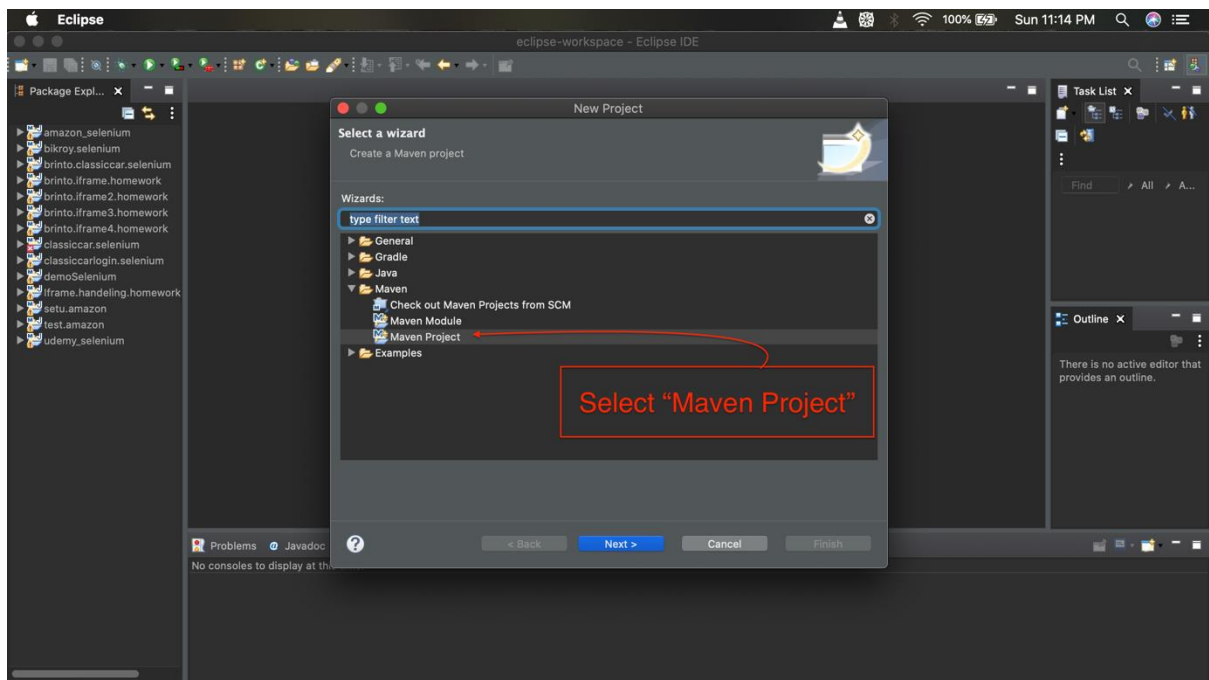 Eclipse
100%
Sun 11:14 PM
eclipse-workspace - Eclipse IDE
Package Expl...
amazon_selenium
bikroy.selenium
brinto.classiccar.selenium
brinto.iframe.homework
brinto.iframe2.homework
brinto.iframe3.homework
brinto.iframe4.homework
classiccar.selenium
classiccarlogin.selenium
demoSelenium
Iframe.handeling.homework
setu.amazon
test.amazon
udemy_selenium
New Project
Select a wizard
Create a Maven project
Wizards:
type filter text
General
Gradle
Java
Maven
Check out Maven Projects from SCM
Maven Module
Maven Project
Examples
Select “Maven Project”
< Back
Next >
Cancel
Finish
Task List
Find
All
A...
Outline
There is no active editor that
provides an outline.
Problems
Javadoc
No consoles to display at